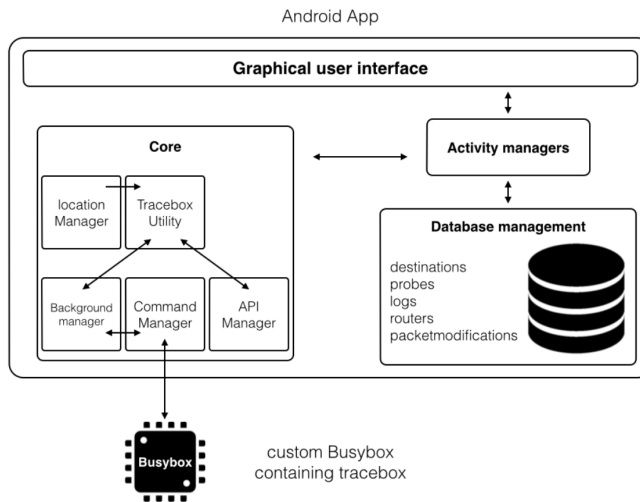 Android App
Graphical user interface
Core
location
Manager
Tracebox
Utility
Background
manager
Command
Manager
API
Manager
Activity managers
Database management
destinations
probes
logs
routers
packetmodifications
Busybox
custom Busybox
containing tracebox